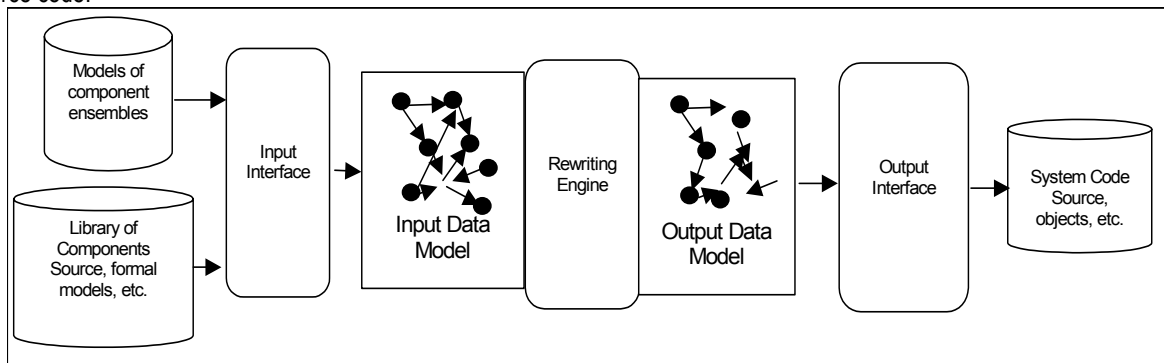 Models of
component
ensembles
Library of
Components
Source, formal
models, etc.
Input
Interface
Input Data
Model
Rewriting
Engine
Output Data
Model
Output
Interface
System Code
Source,
objects, etc.